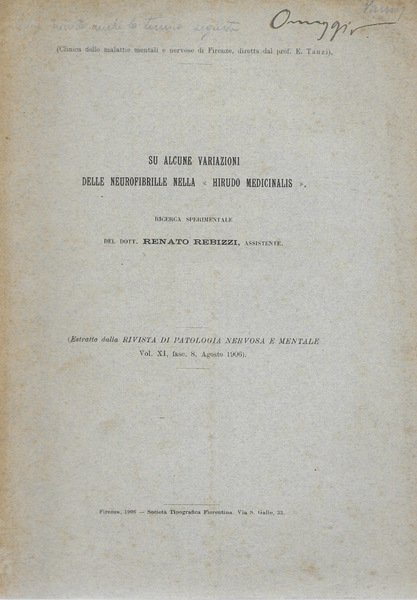 Omaggio
(Clinica delle malattie mentali e nervose di Firenze, diretta dal prof. E. Tanzi).
SU ALCUNE VARIAZIONI
DELLE NEUROFIBRILLE NELLA « HIRUDO MEDICINALIS ».
RICERCA SPERIMENTALE
DEL DOTT. RENATO REBIZZI, ASSISTENTE.
(Estratto dalla RIVISTA DI PATOLOGIA NERVOSA E MENTALE
Vol. XI, fasc. 8, Agosto 1906).
Firenze, 1906 — Società Tipografica Fiorentina. Via S. Gallo, 33.